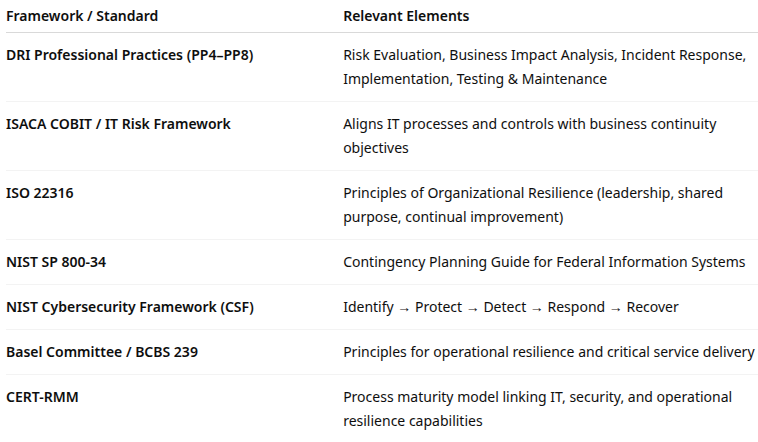 Framework / Standard Relevant Elements
DRI Professional Practices (PP4–PP8) Risk Evaluation, Business Impact Analysis, Incident Response,
Implementation, Testing & Maintenance
ISACA COBIT / IT Risk Framework Aligns IT processes and controls with business continuity
objectives
ISO 22316 Principles of Organizational Resilience (leadership, shared
purpose, continual improvement)
NIST SP 800-34 Contingency Planning Guide for Federal Information Systems
NIST Cybersecurity Framework (CSF) Identify → Protect → Detect → Respond → Recover
Basel Committee / BCBS 239 Principles for operational resilience and critical service delivery
CERT-RMM Process maturity model linking IT, security, and operational
resilience capabilities